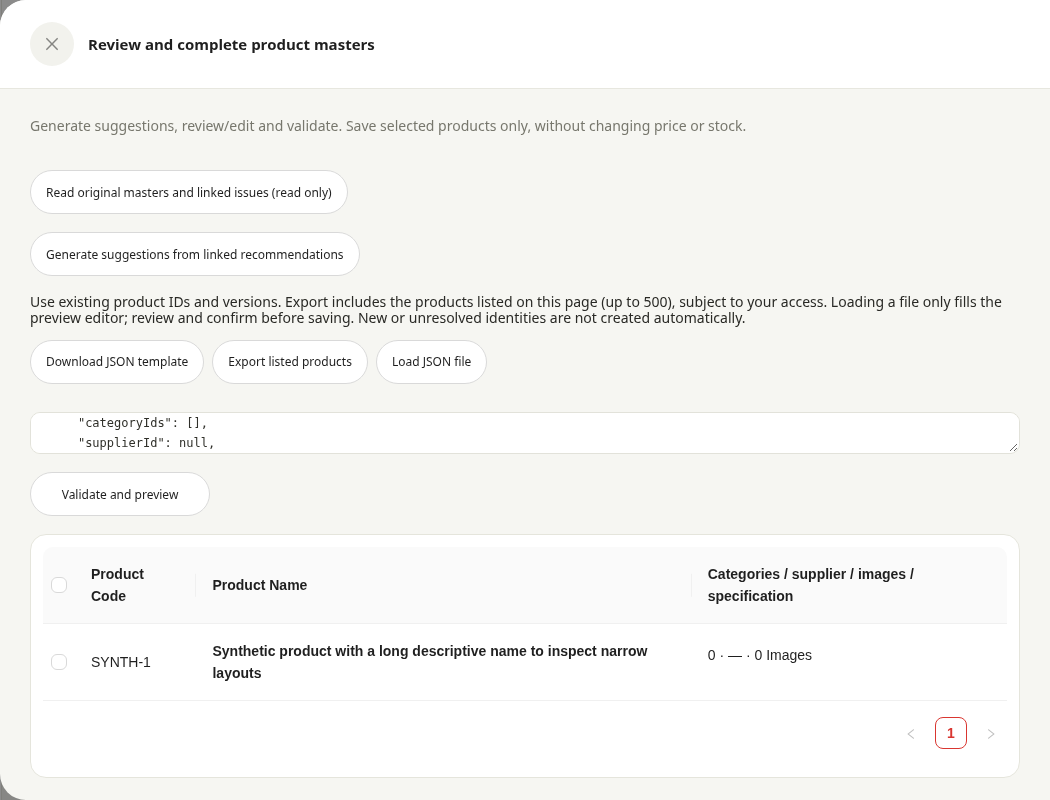 Review and complete product masters
Generate suggestions, review/edit and validate. Save selected products only, without changing price or stock.
Read original masters and linked issues (read only)
Generate suggestions from linked recommendations
Use existing product IDs and versions. Export includes the products listed on this page (up to 500), subject to your access. Loading a file only fills the
preview editor; review and confirm before saving. New or unresolved identities are not created automatically.
Download JSON template
Export listed products
Load JSON file
"categoryIds": [],
"supplierId": null,
Validate and preview
Product
Code
Product Name
Categories / supplier / images /
specification
SYNTH-1
Synthetic product with a long descriptive name to inspect narrow
layouts
0 · — · 0 Images
1